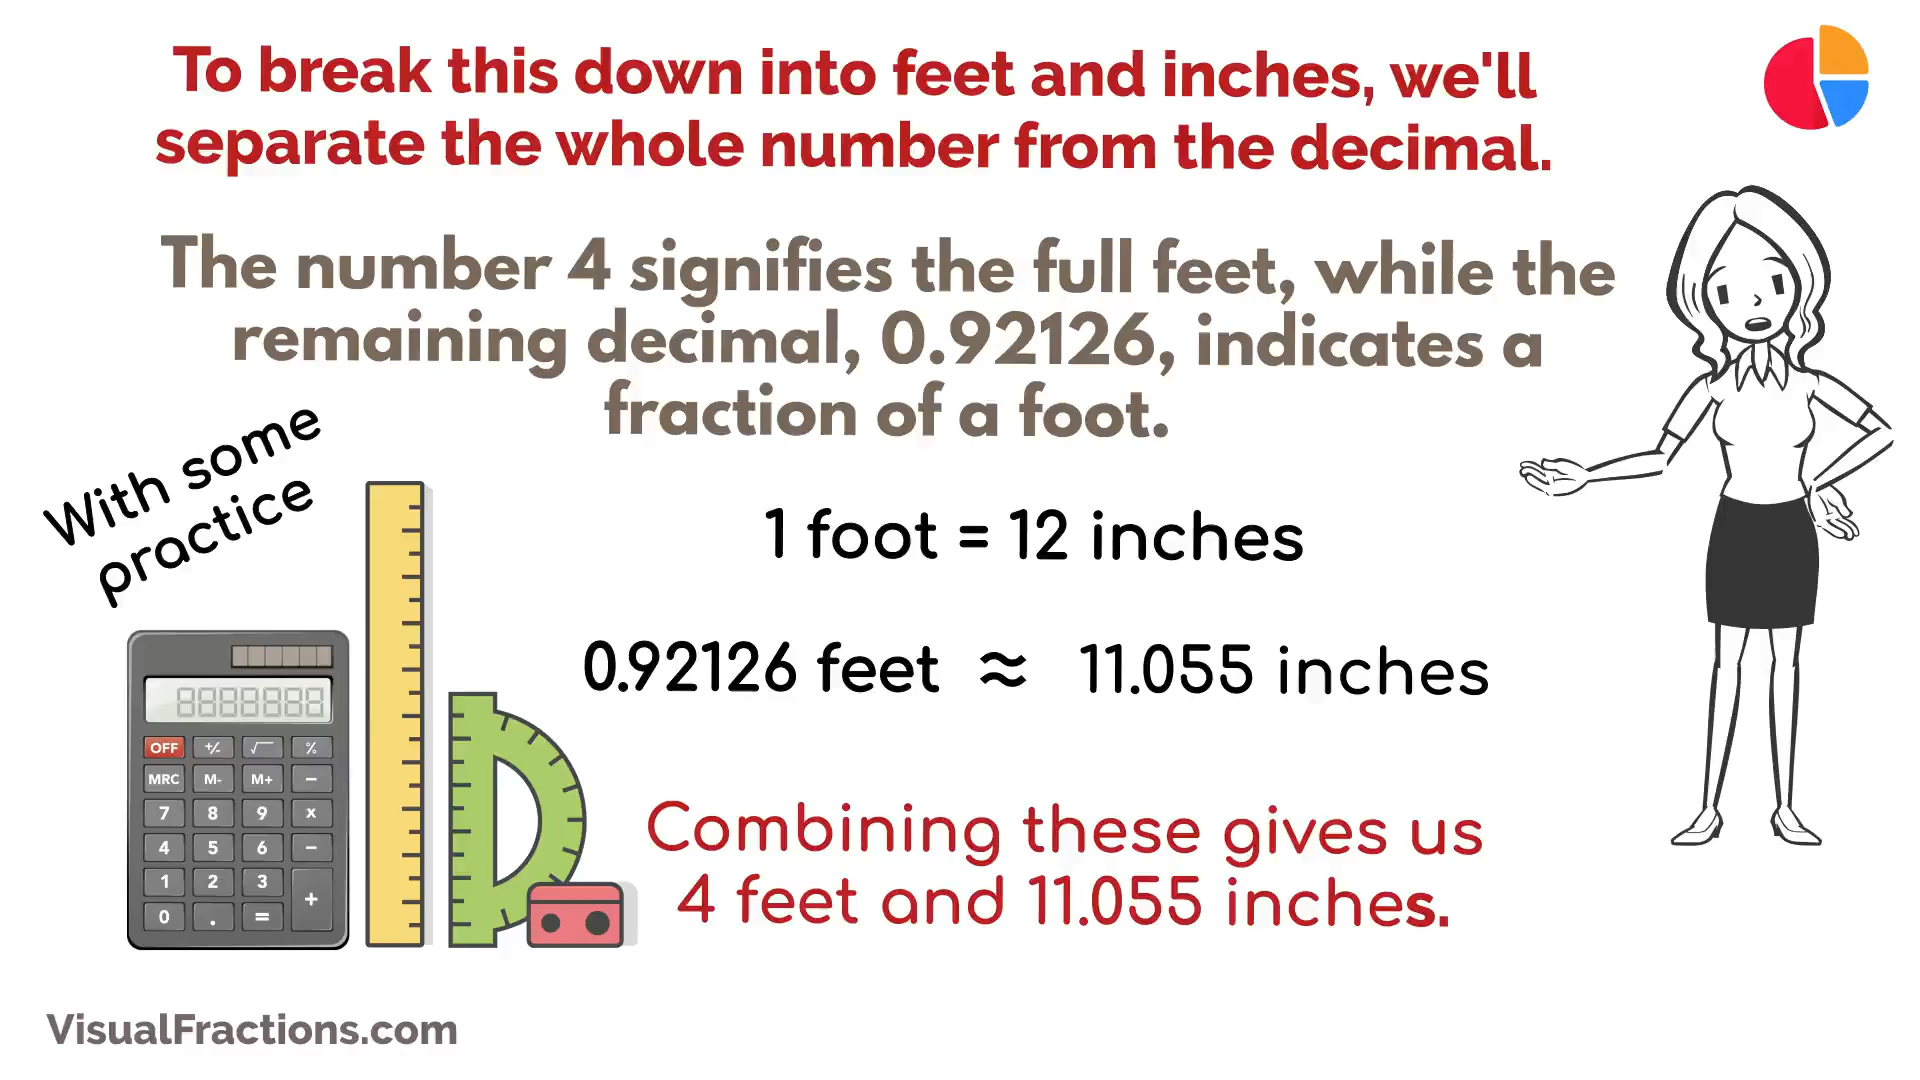 To break this down into feet and inches, we'll
separate the whole number from the decimal.
The number 4 signifies the full feet, while the
remaining decimal, 0.92126, indicates a
fraction of a foot.
With some
practice
1 foot = 12 inches
0.92126 feet ≈ 11.055 inches
8888888
OFF +/- √ %
MRC M- M+ −
7 8 9 x
4 5 6 −
1 2 3 +
0 . =
Combining these gives us
4 feet and 11.055 inches.
VisualFractions.com